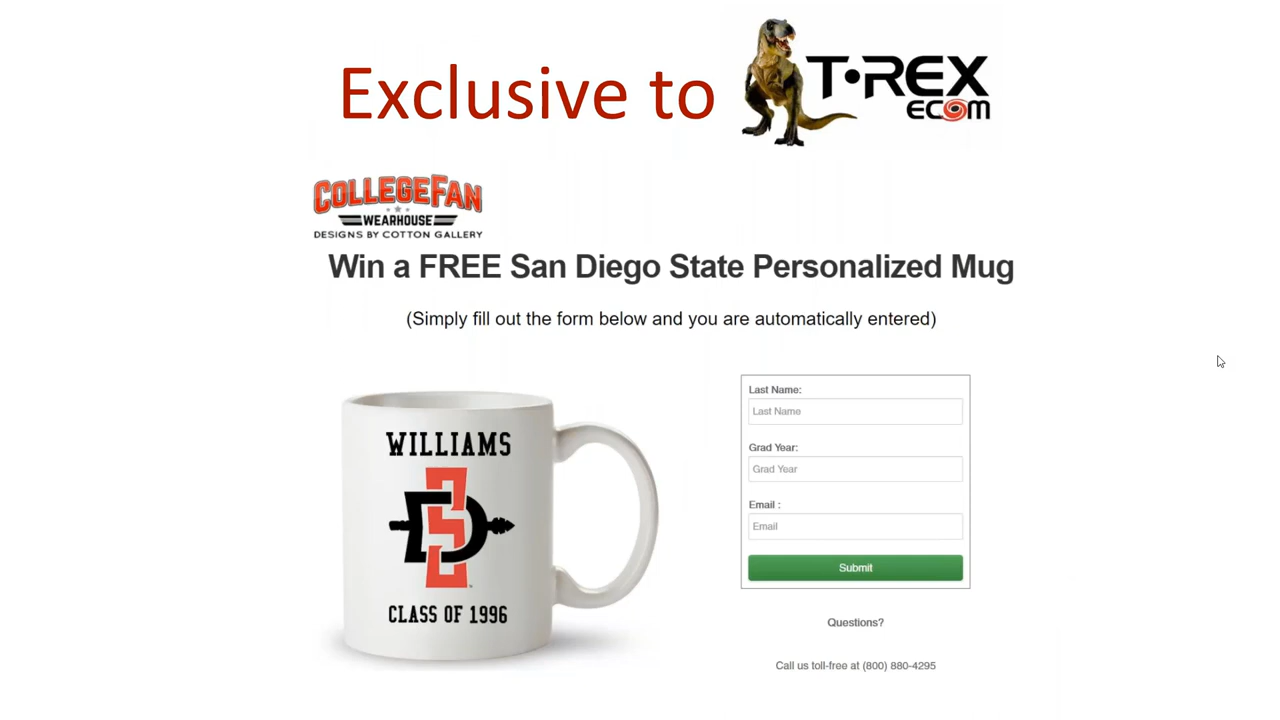 Exclusive to
T•REX
ECOM
COLLEGEFAN
WEARHOUSE
DESIGNS BY COTTON GALLERY
Win a FREE San Diego State Personalized Mug
(Simply fill out the form below and you are automatically entered)
WILLIAMS
SD
CLASS OF 1996
Last Name:
Last Name
Grad Year:
Grad Year
Email :
Email
Submit
Questions?
Call us toll-free at (800) 880-4295